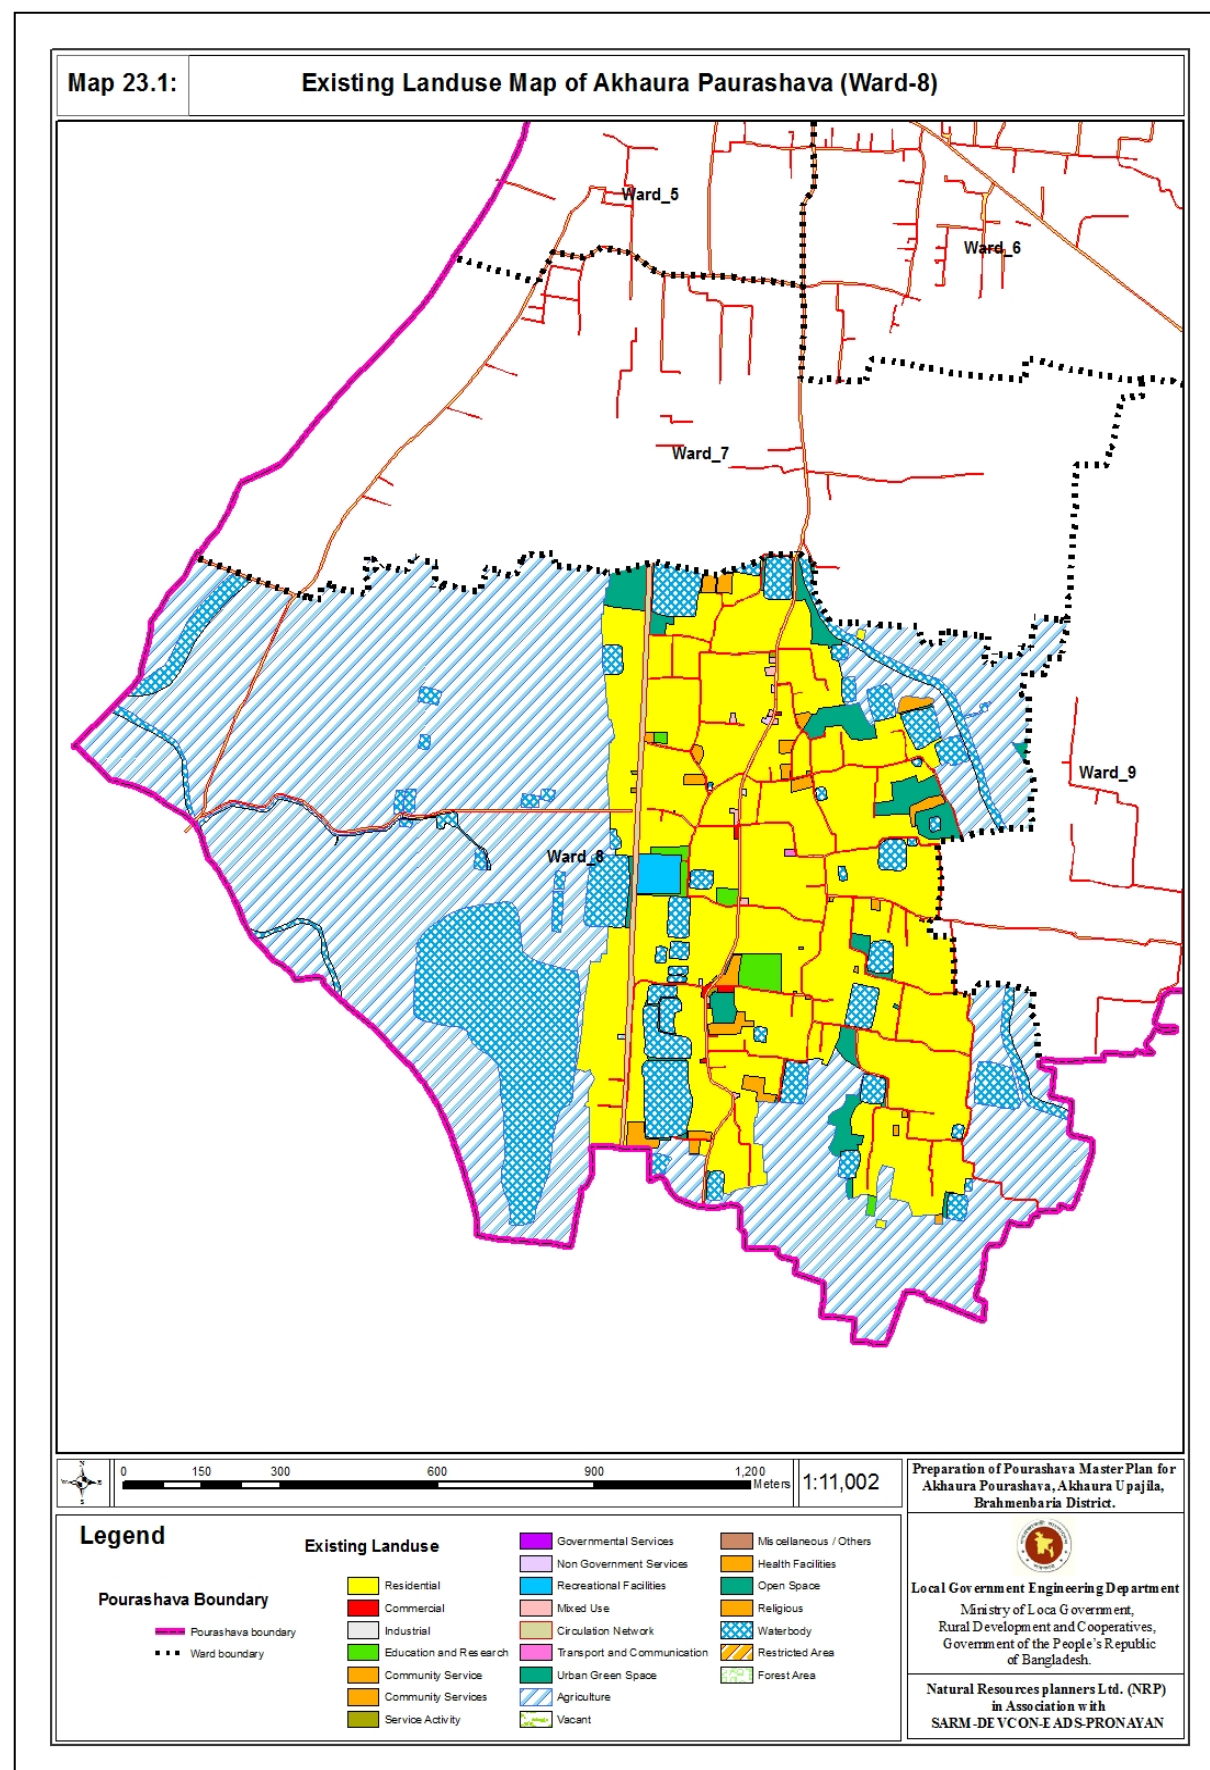 Map 23.1:
Existing Landuse Map of Akhaura Paurashava (Ward-8)
Ward_5
Ward_6
Ward_7
Ward_9
Ward_8
N
W
E
S
0 150 300 600 900 1,200
Meters
1:11,002
Legend
Pourashava Boundary
Pourashava boundary
Ward boundary
Existing Landuse
Residential
Commercial
Industrial
Education and Research
Community Service
Community Services
Service Activity
Governmental Services
Non Government Services
Recreational Facilities
Mixed Use
Circulation Network
Transport and Communication
Urban Green Space
Agriculture
Vacant
Miscellaneous / Others
Health Facilities
Open Space
Religious
Waterbody
Restricted Area
Forest Area
Preparation of Pourashava Master Plan for
Akhaura Pourashava, Akhaura Upajila,
Brahmenbaria District.
Local Government Engineering Department
Ministry of Loca Government,
Rural Development and Cooperatives,
Government of the People's Republic
of Bangladesh.
Natural Resources planners Ltd. (NRP)
in Association with
SARM-DEVCON-EADS-PRONAYAN